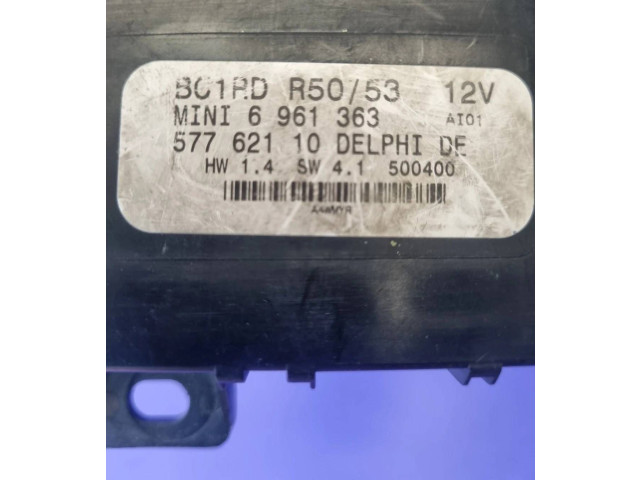 BC1RD R50/53 12V
MINI 6 961 363 AI01
577 621 10 DELPHI DE
HW 1.4 SW 4.1 500400